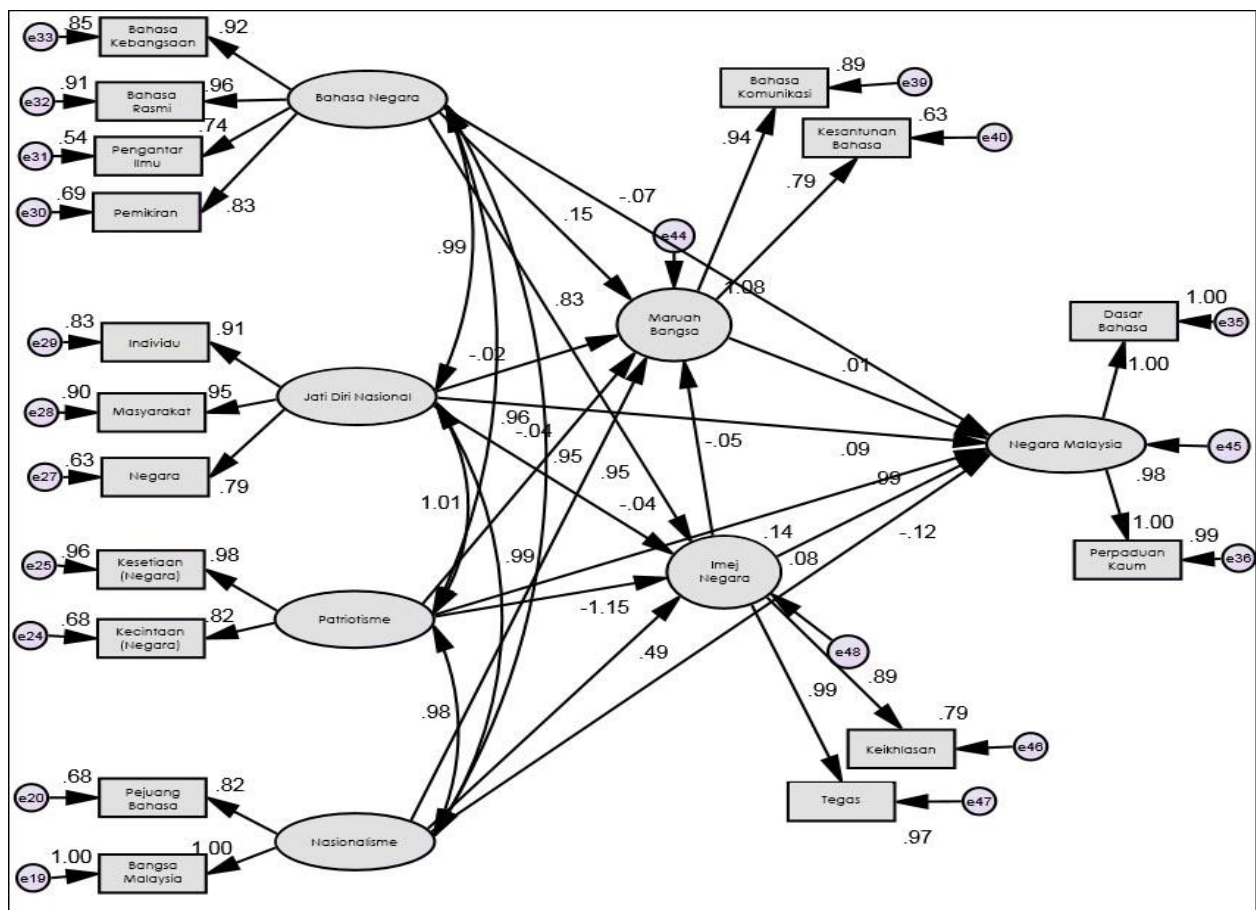 e33
.85
Bahasa
Kebangsaan
.92
e32
.91
Bahasa
Rasmi
.96
e31
.54
Pengantar
Ilmu
.74
e30
.69
Pemikiran
.83
Bahasa Negara
e29
.83
Individu
.91
e28
.90
Masyarakat
.95
e27
.63
Negara
.79
Jati Diri Nasional
e25
.96
Kesetiaan
(Negara)
.98
e24
.68
Kecintaan
(Negara)
.82
Patriotisme
e20
.68
Pejuang
Bahasa
.82
e19
1.00
Bangsa
Malaysia
1.00
Nasionalisme
.99
.96
-.04
1.01
.95
.95
.99
.98
.15
.83
-.02
-.04
-1.15
.49
-.07
e44
1.08
Maruah
Bangsa
.94
.79
Bahasa
Komunikasi
.89
e39
Kesantunan
Bahasa
.63
e40
-.05
.01
.09
.99
.14
.08
-.12
Imej
Negara
e48
.99
.89
Keikhlasan
.79
e46
Tegas
.97
e47
Negara Malaysia
.98
e45
1.00
Dasar
Bahasa
1.00
e35
1.00
Perpaduan
Kaum
.99
e36